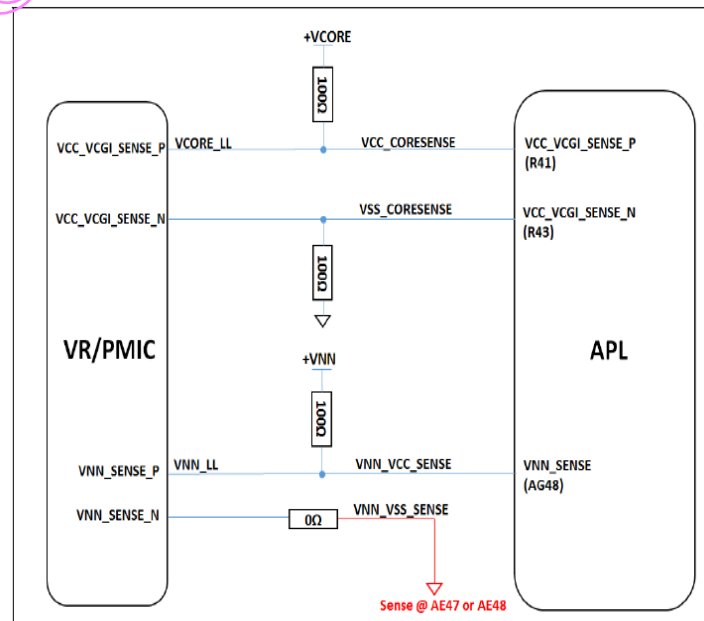 +VCORE
100Ω
VCC_VCGI_SENSE_P
VCORE_LL
VCC_CORESENSE
VCC_VCGI_SENSE_P
(R41)
VCC_VCGI_SENSE_N
VSS_CORESENSE
VCC_VCGI_SENSE_N
(R43)
100Ω
VR/PMIC
+VNN
APL
100Ω
VNN_SENSE_P
VNN_LL
VNN_VCC_SENSE
VNN_SENSE
(AG48)
VNN_SENSE_N
0Ω
VNN_VSS_SENSE
Sense @ AE47 or AE48